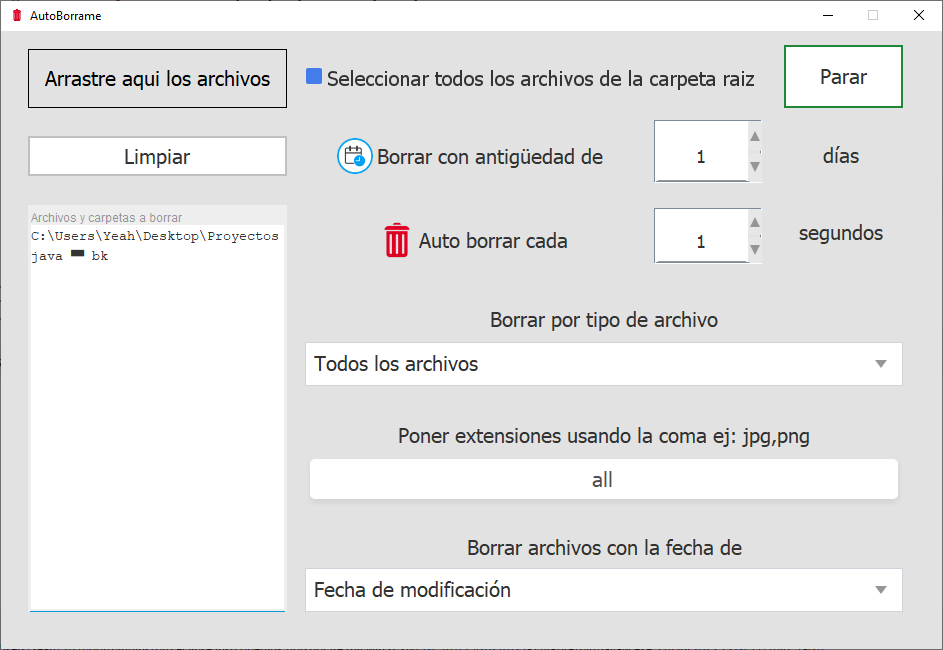 AutoBorrame
Arrastre aqui los archivos
Seleccionar todos los archivos de la carpeta raiz
Parar
Limpiar
Borrar con antigüedad de
1
días
Archivos y carpetas a borrar
C:\Users\Yeah\Desktop\Proyectos
java
bk
Auto borrar cada
1
segundos
Borrar por tipo de archivo
Todos los archivos
Poner extensiones usando la coma ej: jpg,png
all
Borrar archivos con la fecha de
Fecha de modificación